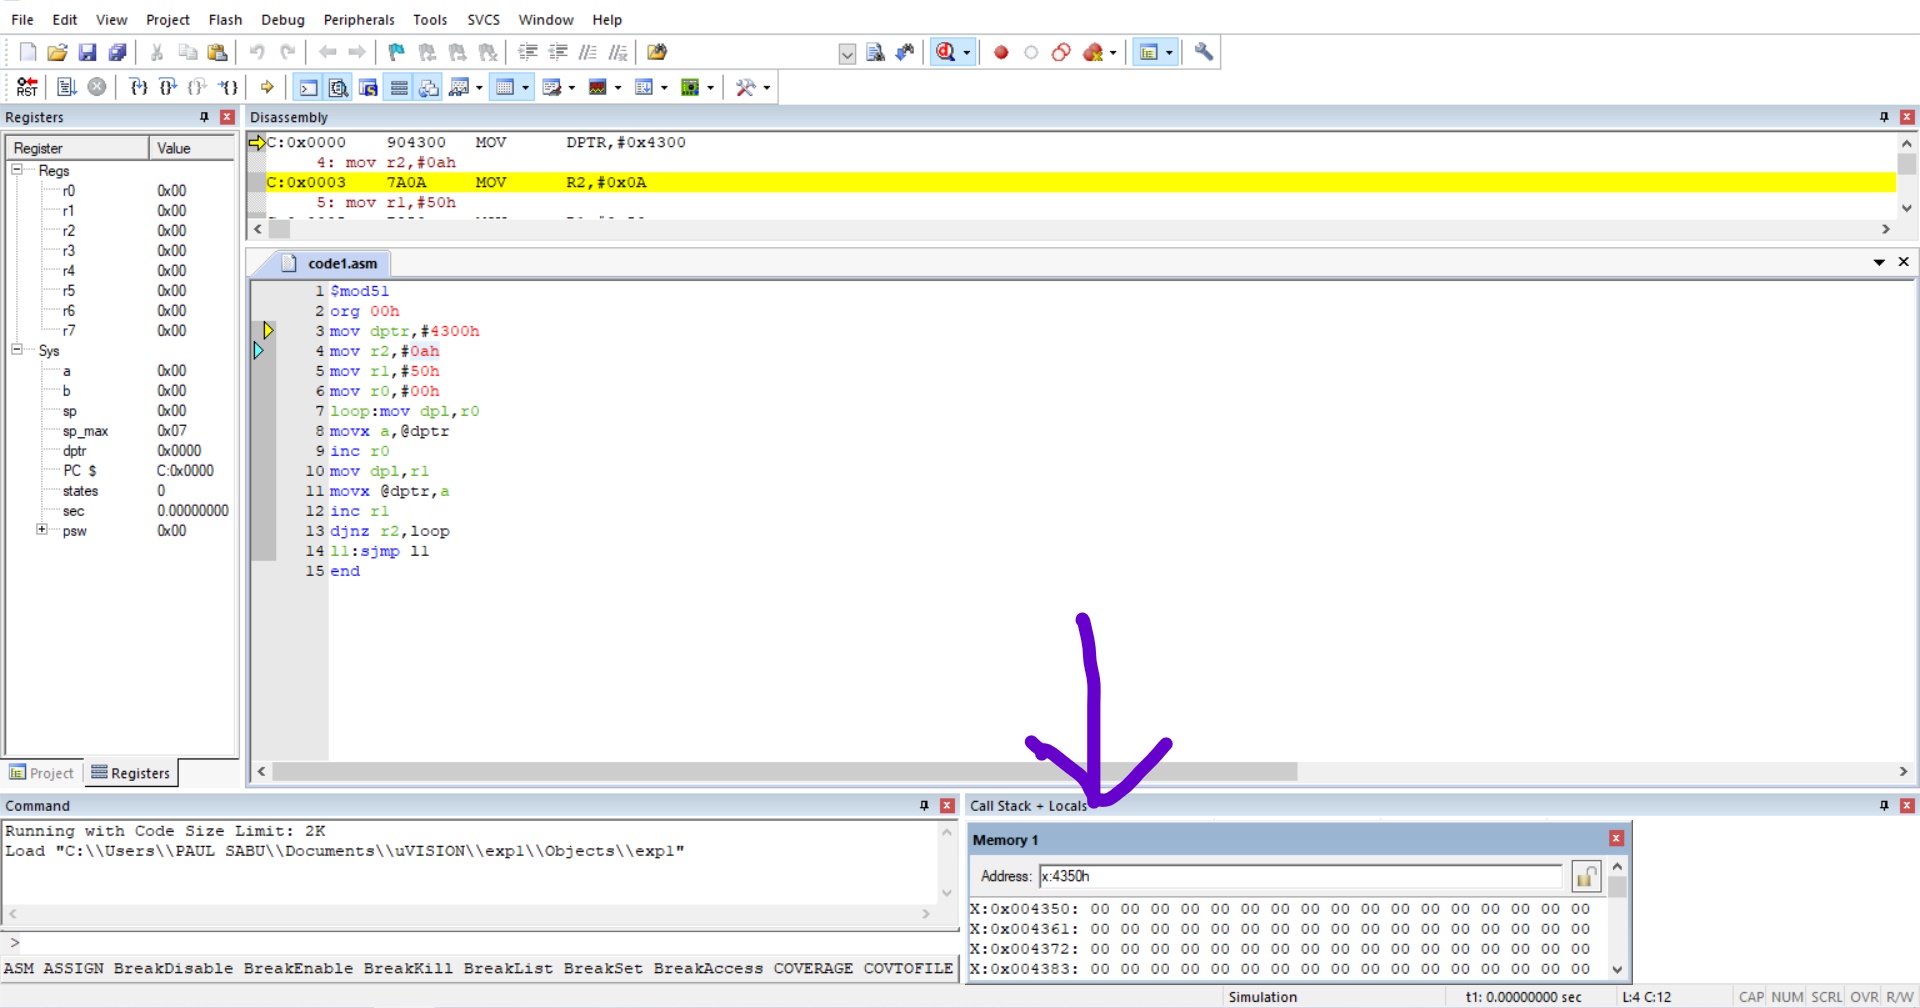 File Edit View Project Flash Debug Peripherals Tools SVCS Window Help
RST
Registers
Register Value
Regs
r0 0x00
r1 0x00
r2 0x00
r3 0x00
r4 0x00
r5 0x00
r6 0x00
r7 0x00
Sys
a 0x00
b 0x00
sp 0x00
sp_max 0x07
dptr 0x0000
PC $ C:0x0000
states 0
sec 0.00000000
psw 0x00
Project Registers
Disassembly
C:0x0000 904300 MOV DPTR,#0x4300
4: mov r2,#0ah
C:0x0003 7A0A MOV R2,#0x0A
5: mov r1,#50h
code1.asm
1 $mod51
2 org 00h
3 mov dptr,#4300h
4 mov r2,#0ah
5 mov r1,#50h
6 mov r0,#00h
7 loop:mov dpl,r0
8 movx a,@dptr
9 inc r0
10 mov dpl,r1
11 movx @dptr,a
12 inc r1
13 djnz r2,loop
14 l1:sjmp l1
15 end
Command
Running with Code Size Limit: 2K
Load "C:\\Users\\PAUL SABU\\Documents\\uVISION\\exp1\\Objects\\exp1"
>
ASM ASSIGN BreakDisable BreakEnable BreakKill BreakList BreakSet BreakAccess COVERAGE COVTOFILE
Call Stack + Locals
Memory 1
Address: x:4350h
X:0x004350: 00 00 00 00 00 00 00 00 00 00 00 00 00 00 00 00 00
X:0x004361: 00 00 00 00 00 00 00 00 00 00 00 00 00 00 00 00 00
X:0x004372: 00 00 00 00 00 00 00 00 00 00 00 00 00 00 00 00 00
X:0x004383: 00 00 00 00 00 00 00 00 00 00 00 00 00 00 00 00 00
Simulation t1: 0.00000000 sec L:4 C:12 CAP NUM SCRL OVR R/W